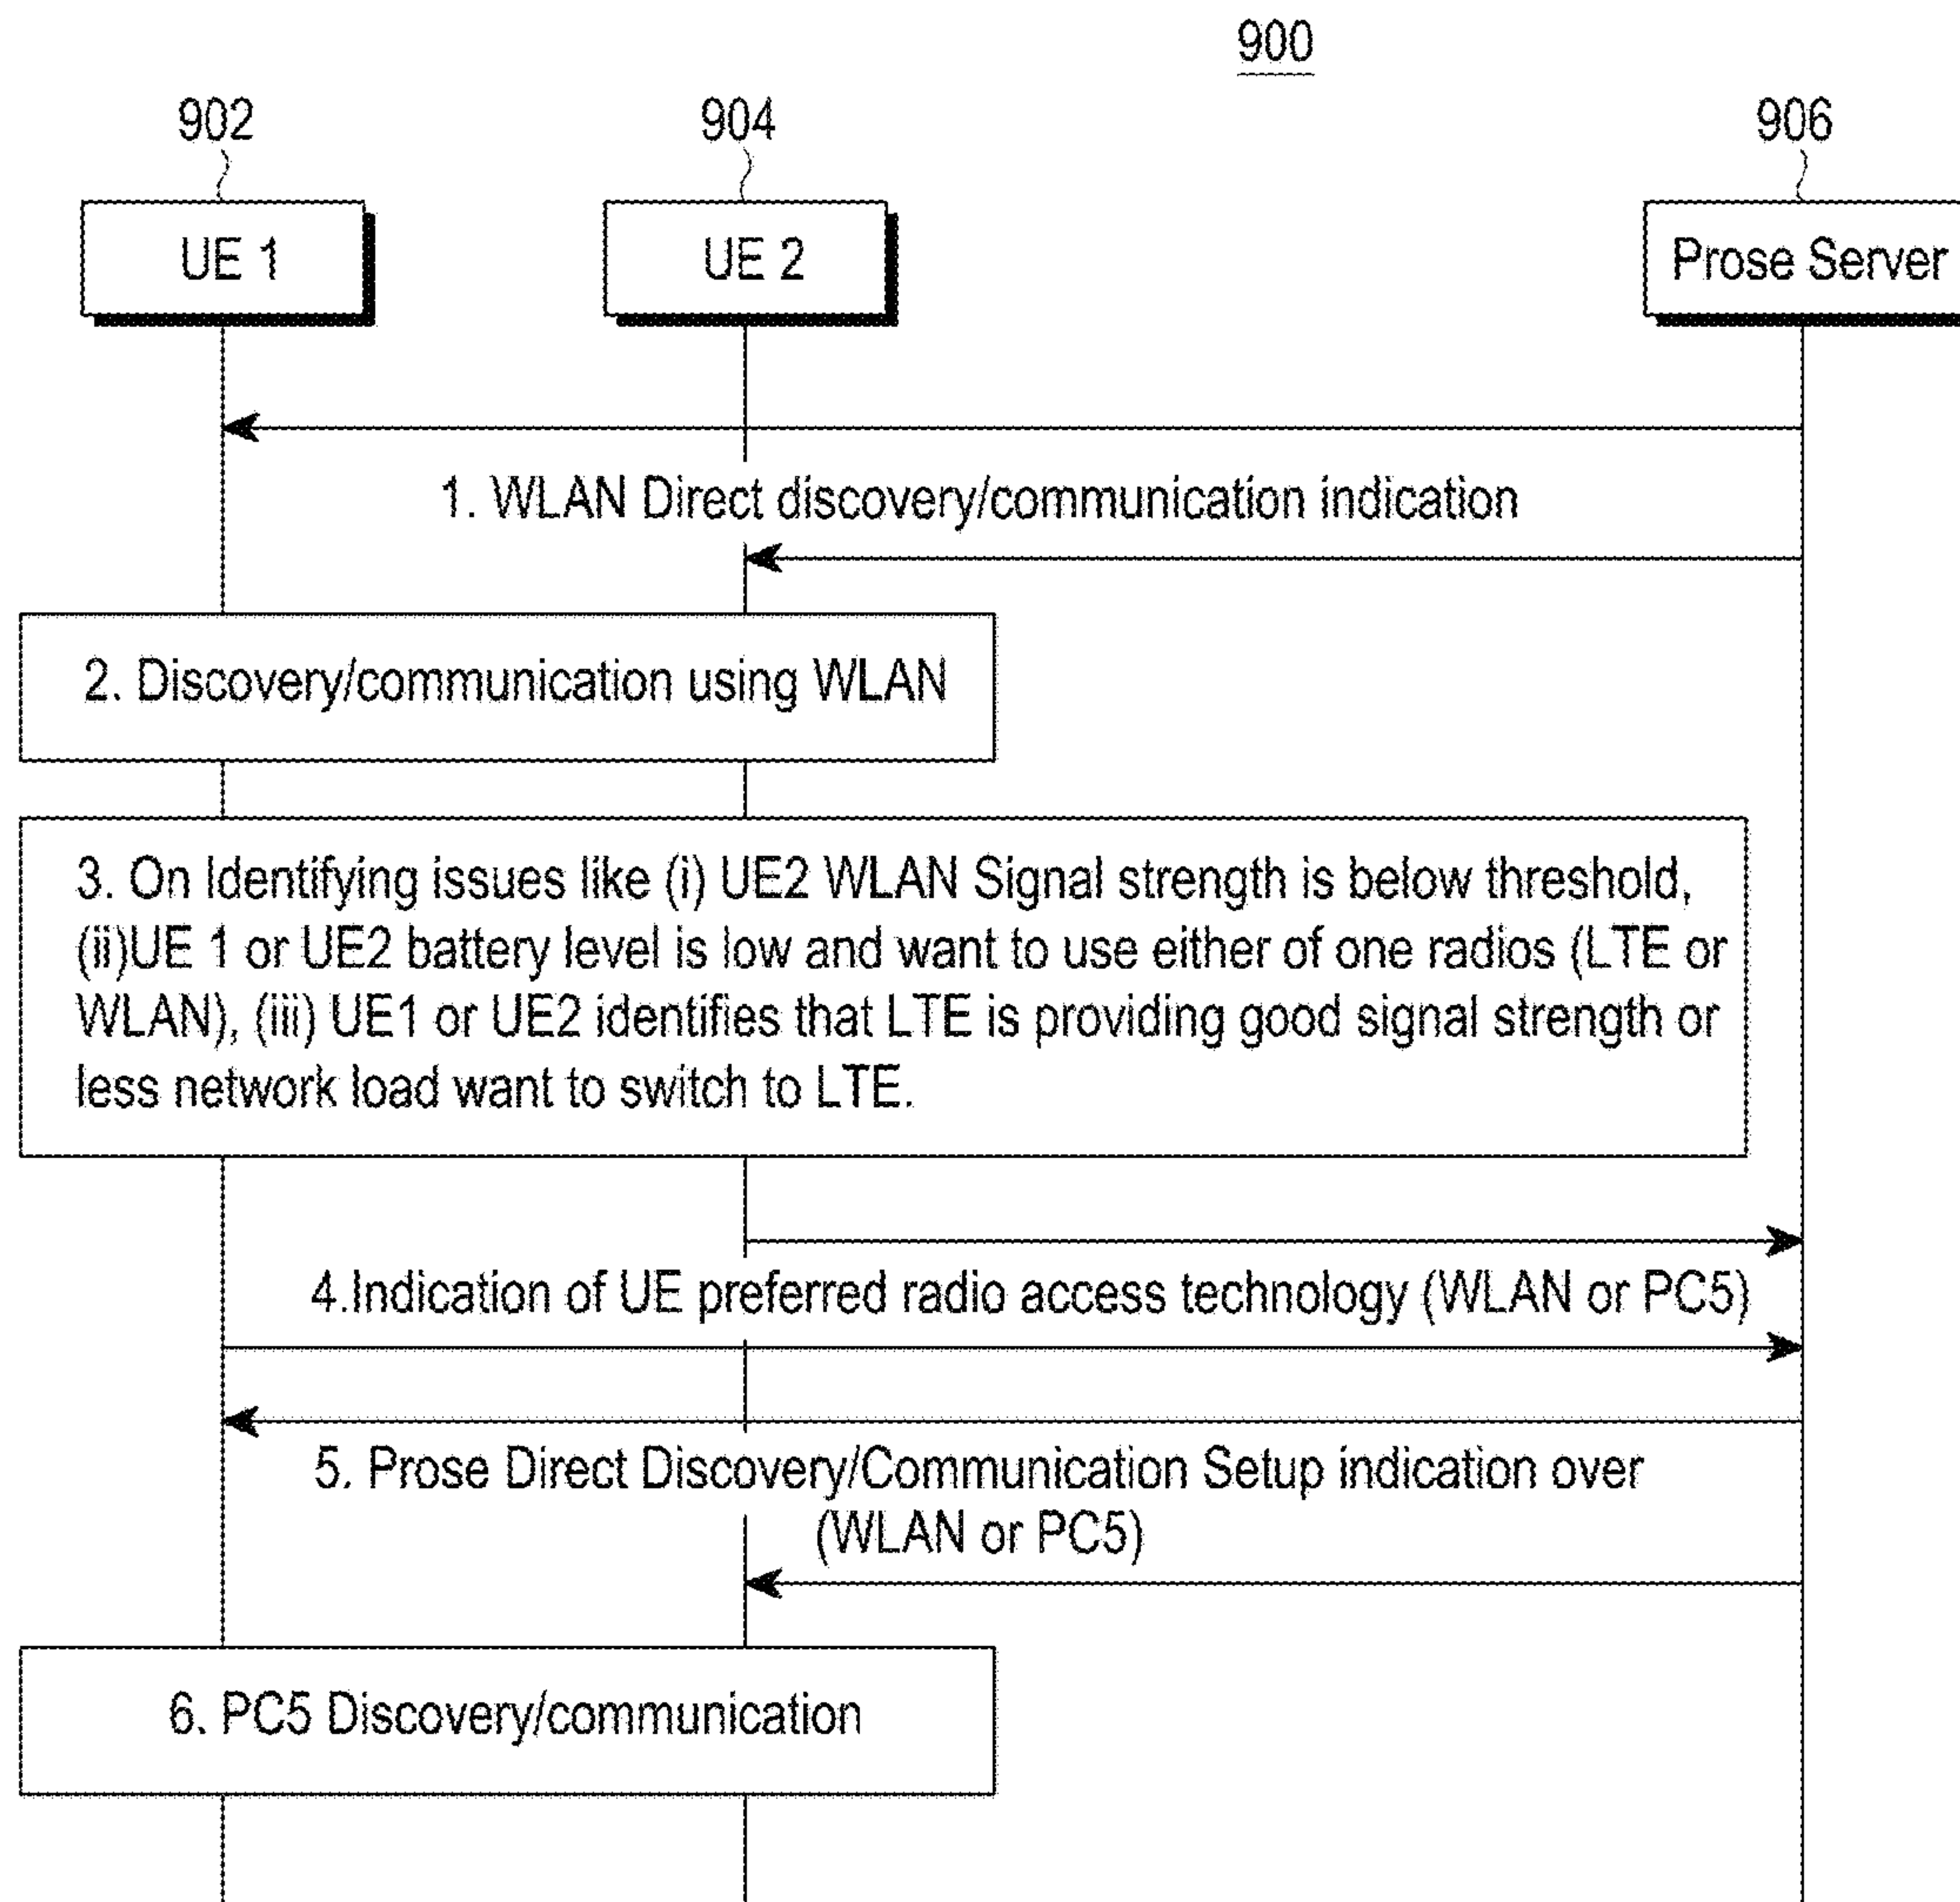 900
902
904
906
UE 1
UE 2
Prose Server
1. WLAN Direct discovery/communication indication
2. Discovery/communication using WLAN
3. On Identifying issues like (i) UE2 WLAN Signal strength is below threshold,
(ii)UE 1 or UE2 battery level is low and want to use either of one radios (LTE or
WLAN), (iii) UE1 or UE2 identifies that LTE is providing good signal strength or
less network load want to switch to LTE.
4.Indication of UE preferred radio access technology (WLAN or PC5)
5. Prose Direct Discovery/Communication Setup indication over
(WLAN or PC5)
6. PC5 Discovery/communication